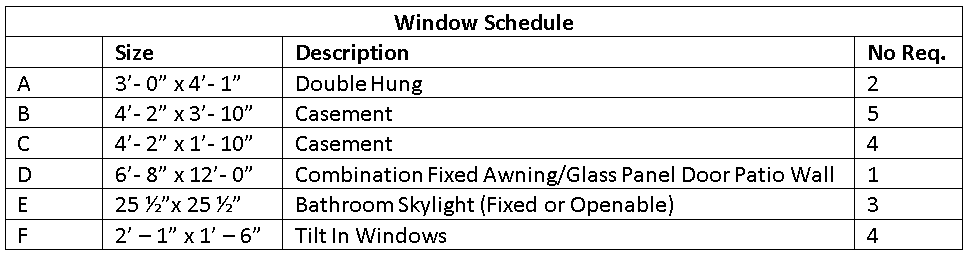 Window Schedule
Size Description No Req.
A 3’- 0” x 4’- 1” Double Hung 2
B 4’- 2” x 3’- 10” Casement 5
C 4’- 2” x 1’- 10” Casement 4
D 6’- 8” x 12’- 0” Combination Fixed Awning/Glass Panel Door Patio Wall 1
E 25 ½”x 25 ½” Bathroom Skylight (Fixed or Openable) 3
F 2’ – 1” x 1’ – 6” Tilt In Windows 4